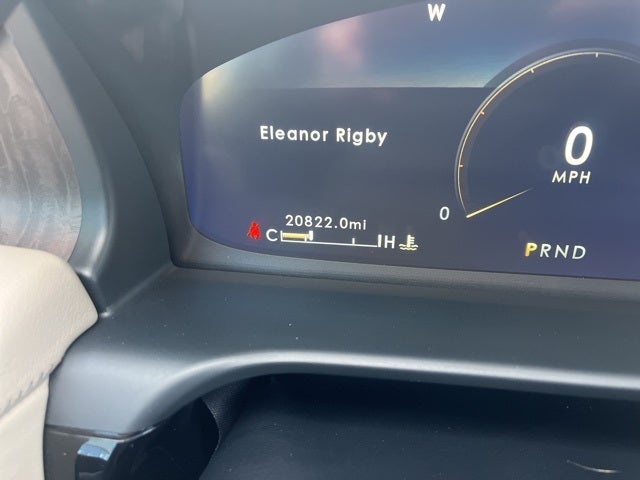 W
Eleanor Rigby
0
MPH
0
20822.0mi
C H
PRND